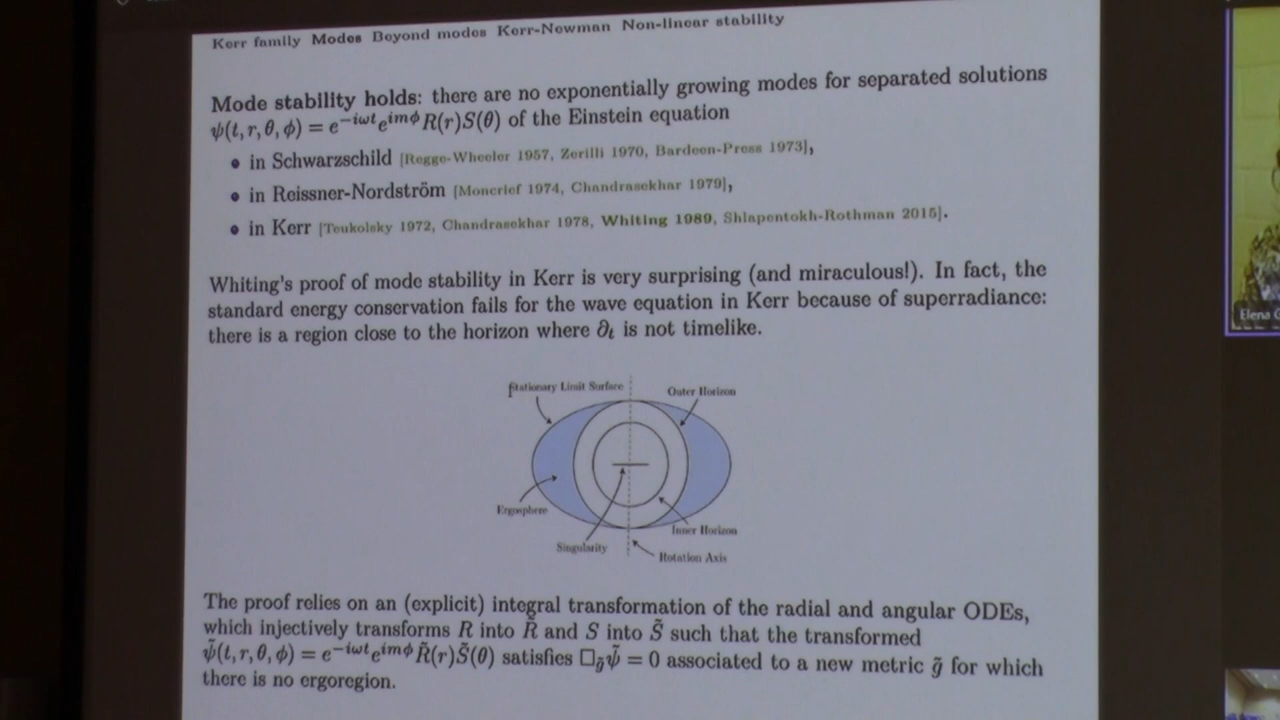 Kerr family Modes Beyond modes Kerr-Newman Non-linear stability
Mode stability holds: there are no exponentially growing modes for separated solutions
ψ(t, r, θ, ϕ) = e^{-iωt}e^{imϕ}R(r)S(θ) of the Einstein equation
• in Schwarzschild [Regge-Wheeler 1957, Zerilli 1970, Bardeen-Press 1973],
• in Reissner-Nordström [Moncrief 1974, Chandrasekhar 1979],
• in Kerr [Teukolsky 1972, Chandrasekhar 1978, Whiting 1989, Shlapentokh-Rothman 2015].
Whiting's proof of mode stability in Kerr is very surprising (and miraculous!). In fact, the
standard energy conservation fails for the wave equation in Kerr because of superradiance:
there is a region close to the horizon where ∂_t is not timelike.
Stationary Limit Surface
Outer Horizon
Ergosphere
Inner Horizon
Singularity
Rotation Axis
The proof relies on an (explicit) integral transformation of the radial and angular ODEs,
which injectively transforms R into R̃ and S into S̃ such that the transformed
ψ̃(t, r, θ, ϕ) = e^{-iωt}e^{imϕ}R̃(r)S̃(θ) satisfies □_g̃ψ̃ = 0 associated to a new metric g̃ for which
there is no ergoregion.
Elena